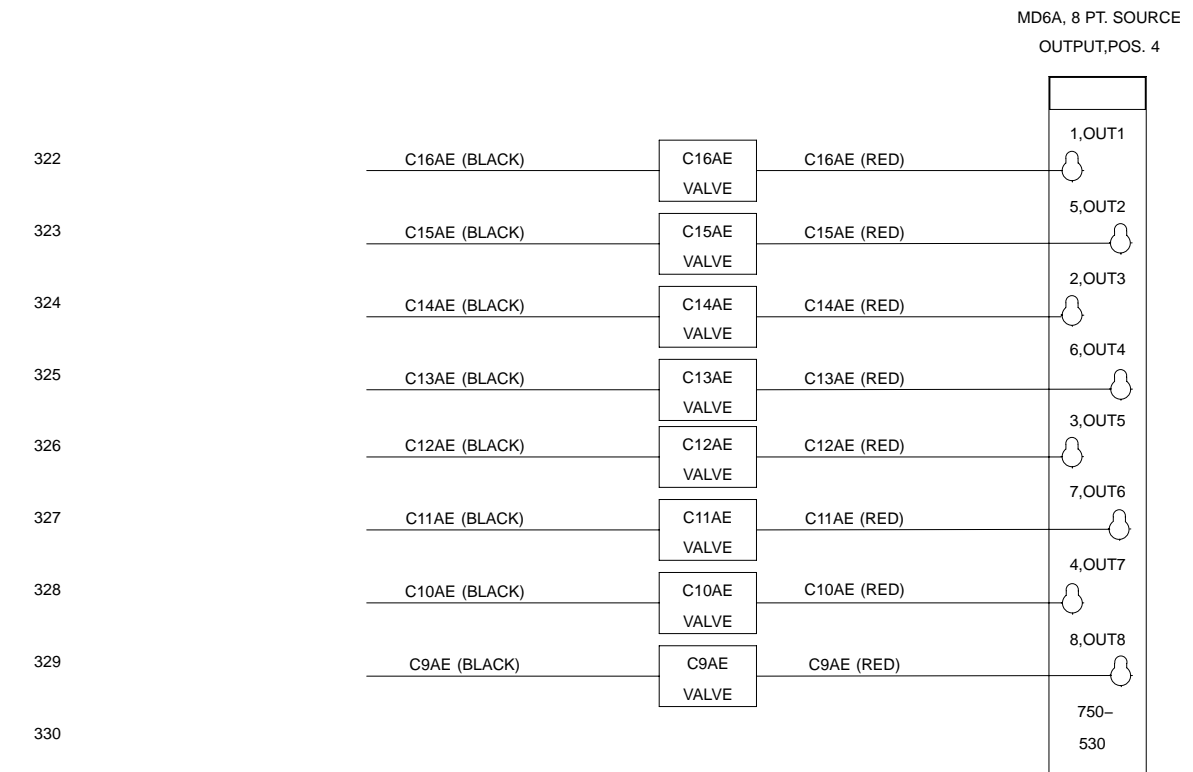 MD6A, 8 PT. SOURCE
OUTPUT,POS. 4
1,OUT1
322 C16AE (BLACK) C16AE C16AE (RED)
VALVE
5,OUT2
323 C15AE (BLACK) C15AE C15AE (RED)
VALVE
2,OUT3
324 C14AE (BLACK) C14AE C14AE (RED)
VALVE
6,OUT4
325 C13AE (BLACK) C13AE C13AE (RED)
VALVE
3,OUT5
326 C12AE (BLACK) C12AE C12AE (RED)
VALVE
7,OUT6
327 C11AE (BLACK) C11AE C11AE (RED)
VALVE
4,OUT7
328 C10AE (BLACK) C10AE C10AE (RED)
VALVE
8,OUT8
329 C9AE (BLACK) C9AE C9AE (RED)
VALVE
750–
330 530